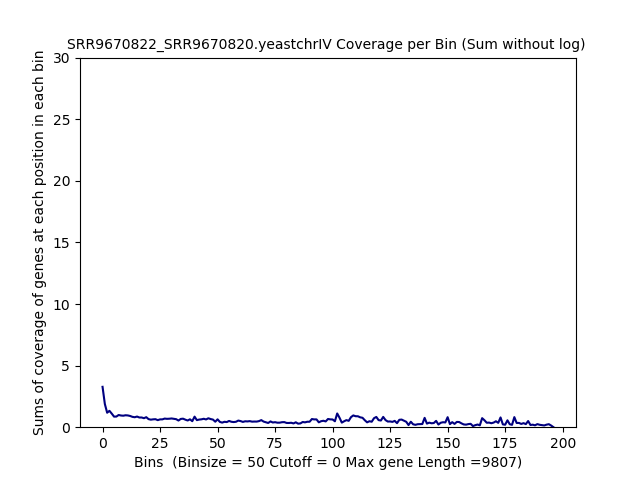 SRR9670822_SRR9670820.yeastchrIV Coverage per Bin (Sum without log)
Sums of coverage of genes at each position in each bin
30
25
20
15
10
5
0
0 25 50 75 100 125 150 175 200
Bins  (Binsize = 50 Cutoff = 0 Max gene Length =9807)